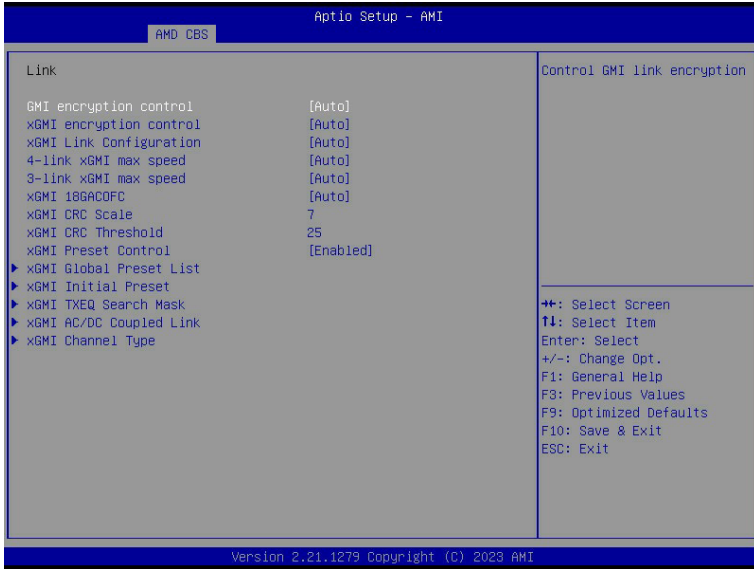 Aptio Setup - AMI
AMD CBS
Link
GMI encryption control [Auto]
xGMI encryption control [Auto]
xGMI Link Configuration [Auto]
4-link xGMI max speed [Auto]
3-link xGMI max speed [Auto]
xGMI 18GACOFC [Auto]
xGMI CRC Scale 7
xGMI CRC Threshold 25
xGMI Preset Control [Enabled]
xGMI Global Preset List
xGMI Initial Preset
xGMI TXEQ Search Mask
xGMI AC/DC Coupled Link
xGMI Channel Type
Control GMI link encryption
→←: Select Screen
↑↓: Select Item
Enter: Select
+/-: Change Opt.
F1: General Help
F3: Previous Values
F9: Optimized Defaults
F10: Save & Exit
ESC: Exit
Version 2.21.1279 Copyright (C) 2023 AMI